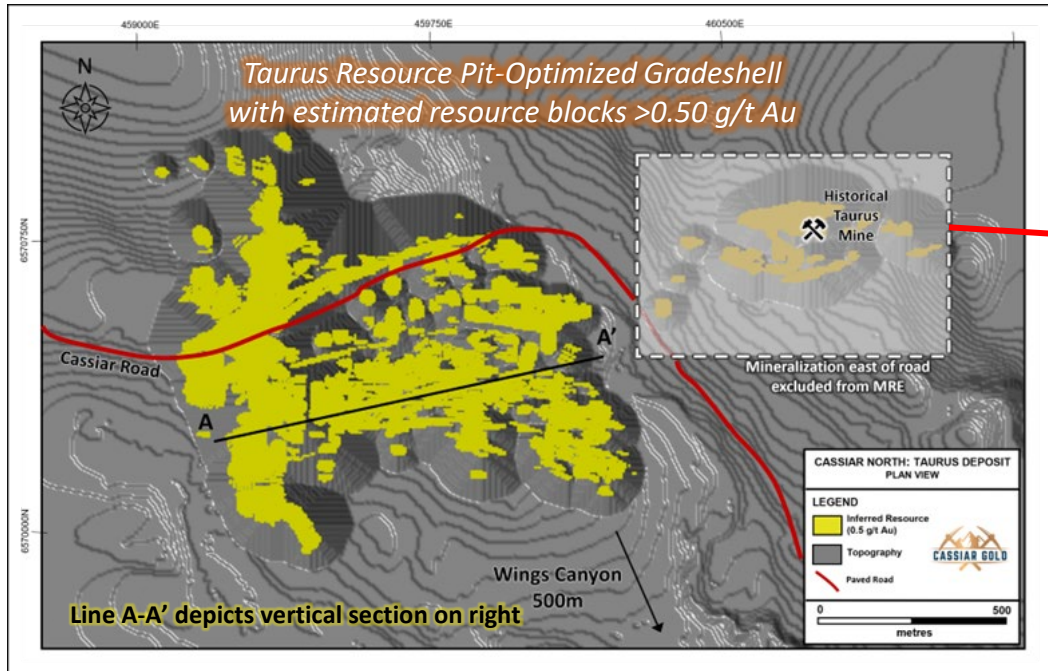 459000E
459750E
460500E
Taurus Resource Pit-Optimized Gradeshell
with estimated resource blocks >0.50 g/t Au
N
6570750N
6570000N
Historical
Taurus
Mine
Mineralization east of road
excluded from MRE
Cassiar Road
A
A'
Wings Canyon
500m
Line A-A' depicts vertical section on right
CASSIAR NORTH: TAURUS DEPOSIT
PLAN VIEW
LEGEND
Inferred Resource
(0.5 g/t Au)
Topography
Paved Road
CASSIAR GOLD
0 500
metres